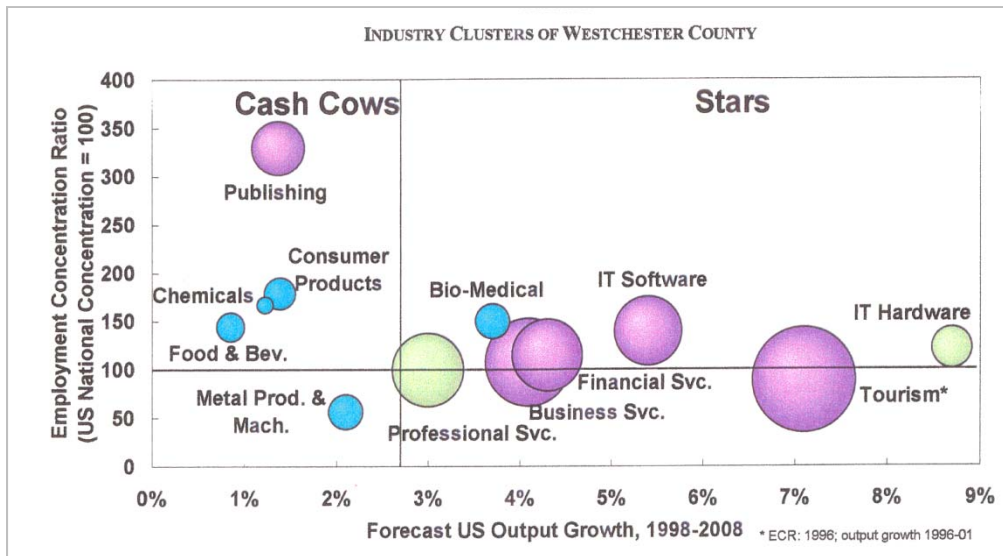 INDUSTRY CLUSTERS OF WESTCHESTER COUNTY
Employment Concentration Ratio
(US National Concentration = 100)
400
350
300
250
200
150
100
50
0
Cash Cows
Stars
Publishing
Consumer
Products
Chemicals
Food & Bev.
Metal Prod. &
Mach.
Bio-Medical
IT Software
IT Hardware
Financial Svc.
Business Svc.
Professional Svc.
Tourism*
0%
1%
2%
3%
4%
5%
6%
7%
8%
9%
Forecast US Output Growth, 1998-2008
* ECR: 1996; output growth 1996-01